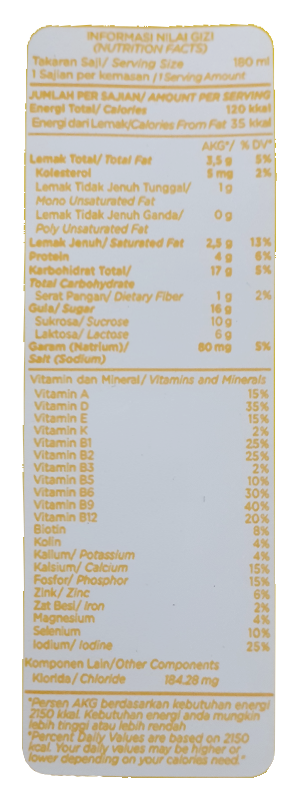 INFORMASI NILAI GIZI
(NUTRITION FACTS)
Takaran Saji/ Serving Size 180 ml
1 Sajian per kemasan /1 Serving Amount
JUMLAH PER SAJIAN/ AMOUNT PER SERVING
Energi Total/ Calories 120 kkal
Energi dari Lemak/Calories From Fat 35 kkal
AKG*/ % DV*
Lemak Total/ Total Fat 3,5 g 5%
Kolesterol 5 mg 2%
Lemak Tidak Jenuh Tunggal/ 1 g
Mono Unsaturated Fat
Lemak Tidak Jenuh Ganda/ 0 g
Poly Unsaturated Fat
Lemak Jenuh/ Saturated Fat 2,5 g 13%
Protein 4 g 6%
Karbohidrat Total/ 17 g 5%
Total Carbohydrate
Serat Pangan/ Dietary Fiber 1 g 2%
Gula/ Sugar 16 g
Sukrosa/ Sucrose 10 g
Laktosa/ Lactose 6 g
Garam (Natrium)/ 80 mg 5%
Salt (Sodium)
Vitamin dan Mineral/ Vitamins and Minerals
Vitamin A 15%
Vitamin D 35%
Vitamin E 15%
Vitamin K 2%
Vitamin B1 25%
Vitamin B2 25%
Vitamin B3 2%
Vitamin B5 10%
Vitamin B6 30%
Vitamin B9 40%
Vitamin B12 20%
Biotin 8%
Kolin 4%
Kalium/ Potassium 4%
Kalsium/ Calcium 15%
Fosfor/ Phosphor 15%
Zink/ Zinc 6%
Zat Besi/ Iron 2%
Magnesium 4%
Selenium 10%
Iodium/ Iodine 25%
Komponen Lain/Other Components
Klorida/ Chloride 184.28 mg
*Persen AKG berdasarkan kebutuhan energi
2150 kkal. Kebutuhan energi anda mungkin
lebih tinggi atau lebih rendah
*Percent Daily Values are based on 2150
kcal. Your daily values may be higher or
lower depending on your calories need."